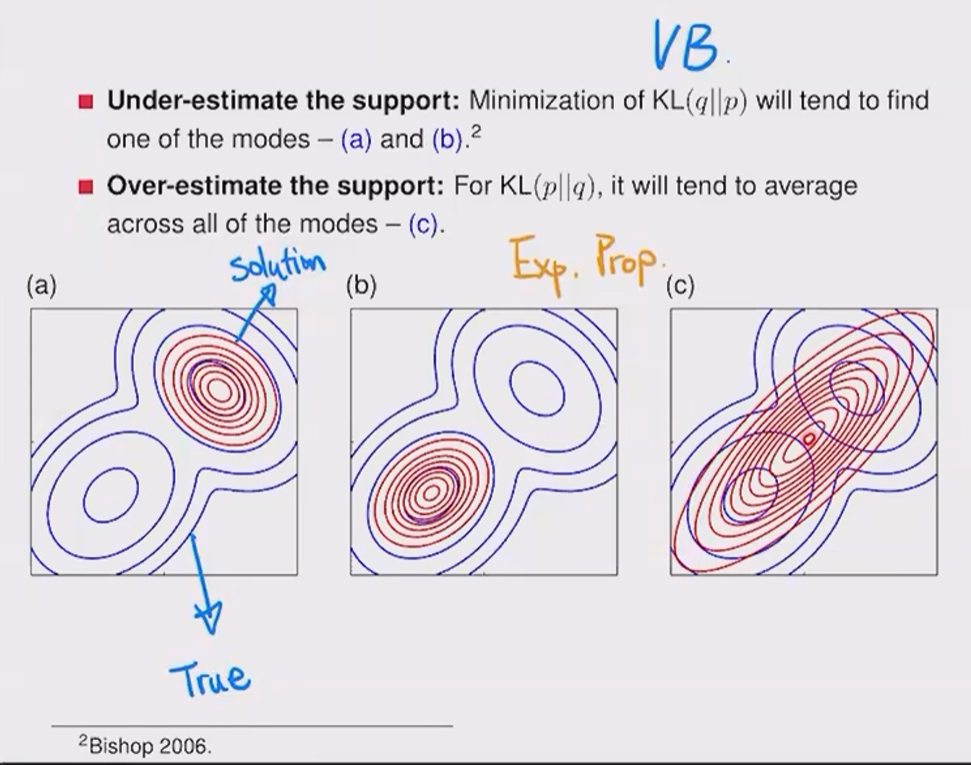 VB.
■ Under-estimate the support: Minimization of KL(q||p) will tend to find
one of the modes – (a) and (b).²
■ Over-estimate the support: For KL(p||q), it will tend to average
across all of the modes – (c).
Solution
Exp. Prop.
(a)
(b)
(c)
True
²Bishop 2006.